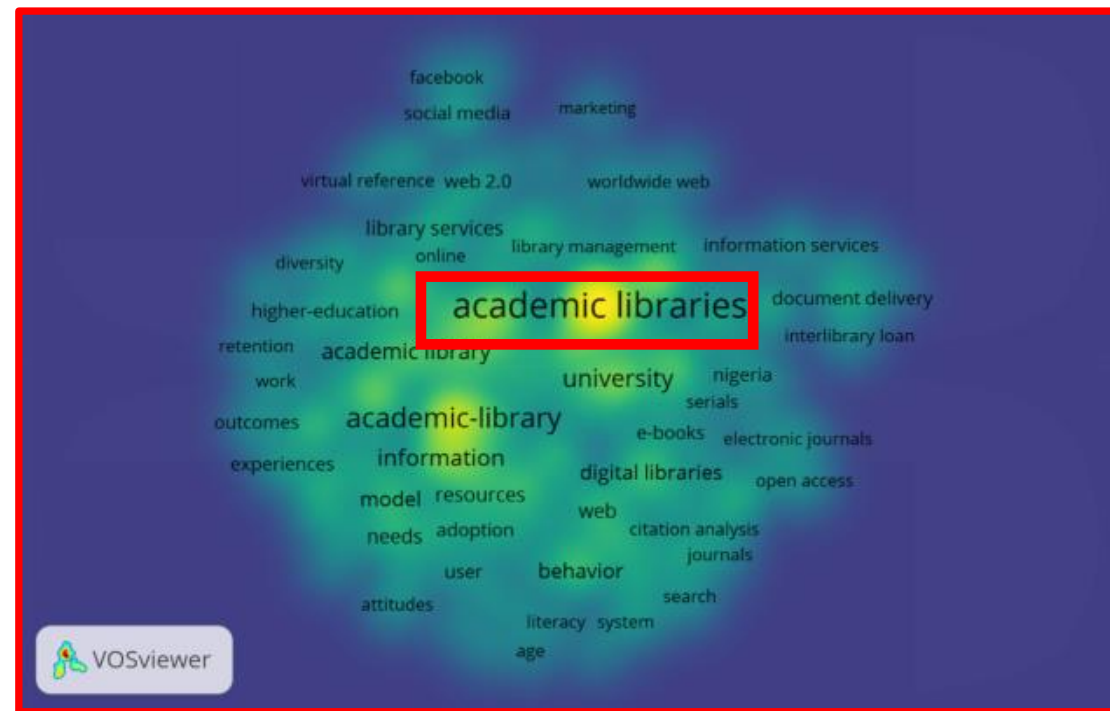 facebook
social media
marketing
virtual reference
web 2.0
worldwide web
library services
online
library management
information services
diversity
academic libraries
document delivery
higher-education
interlibrary loan
retention
academic library
work
university
nigeria
serials
outcomes
academic-library
e-books
electronic journals
experiences
information
digital libraries
open access
model
resources
web
needs
adoption
citation analysis
journals
user
behavior
attitudes
search
literacy
system
age
VOSviewer